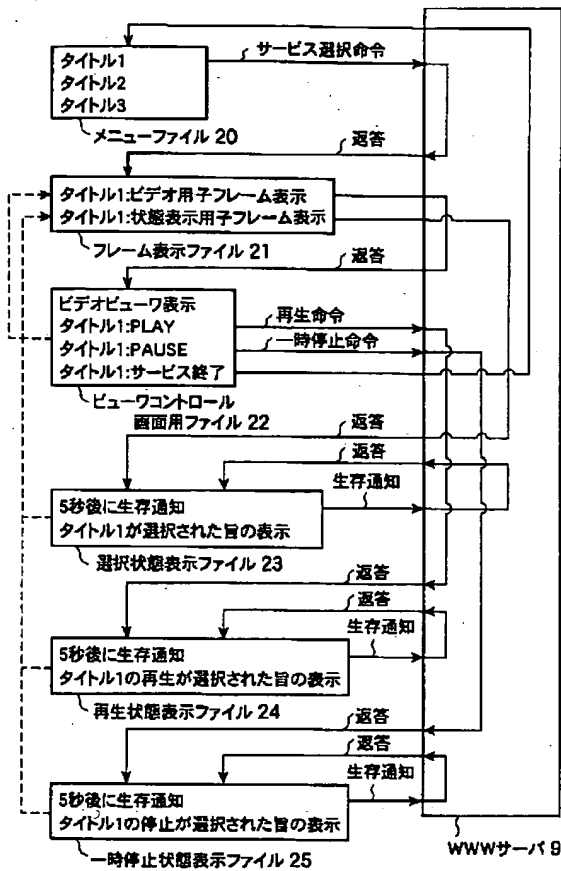 タイトル1
タイトル2
タイトル3
サービス選択命令
メニューファイル 20
返答
タイトル1:ビデオ用子フレーム表示
タイトル1:状態表示用子フレーム表示
フレーム表示ファイル 21
返答
ビデオビューワ表示
タイトル1:PLAY
タイトル1:PAUSE
タイトル1:サービス終了
再生命令
一時停止命令
ビューワコントロール
画面用ファイル 22
返答
返答
生存通知
5秒後に生存通知
タイトル1が選択された旨の表示
選択状態表示ファイル 23
返答
返答
生存通知
5秒後に生存通知
タイトル1の再生が選択された旨の表示
再生状態表示ファイル 24
返答
返答
生存通知
5秒後に生存通知
タイトル1の停止が選択された旨の表示
一時停止状態表示ファイル 25
WWWサーバ 9